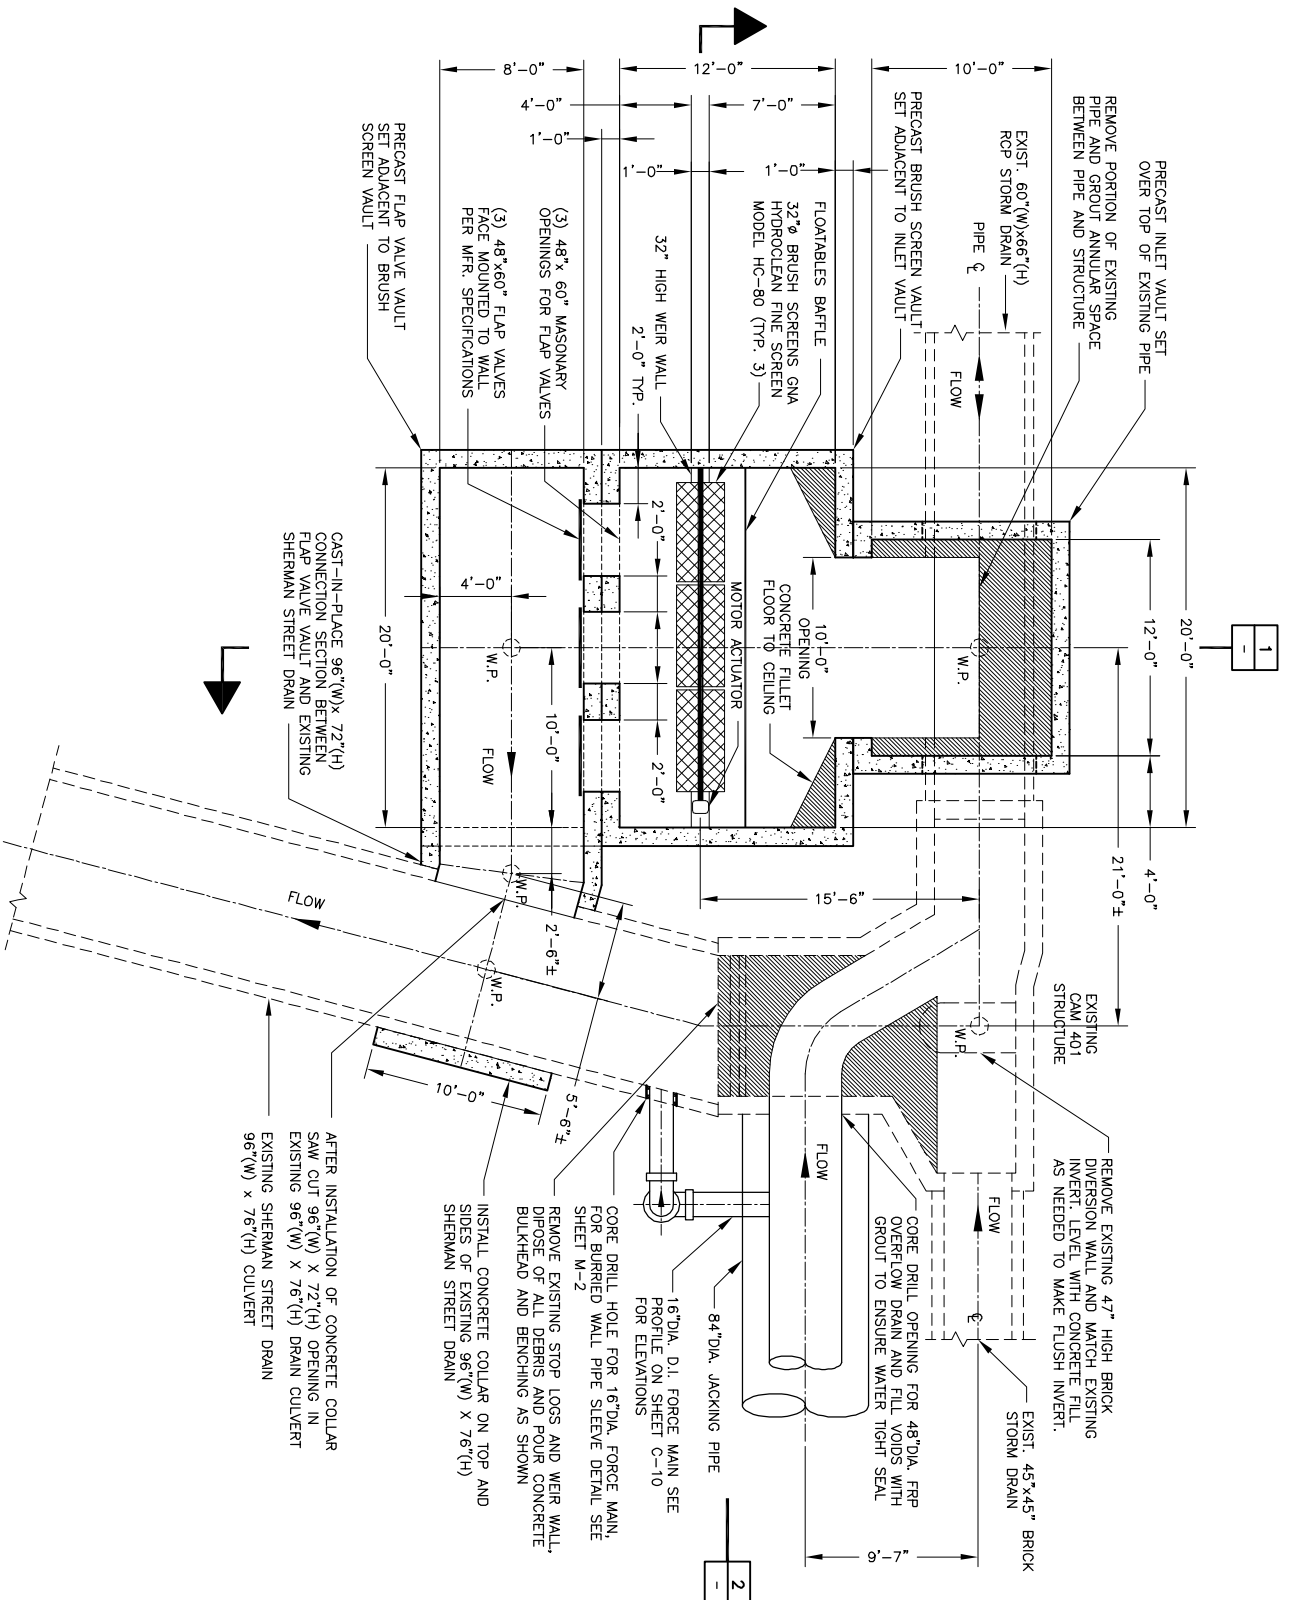 PRECAST INLET VAULT SET
OVER TOP OF EXISTING PIPE
REMOVE PORTION OF EXISTING
PIPE AND GROUT ANNULAR SPACE
BETWEEN PIPE AND STRUCTURE
EXIST. 60"(W)x66"(H)
RCP STORM DRAIN
PIPE ℄
FLOW
PRECAST BRUSH SCREEN VAULT
SET ADJACENT TO INLET VAULT
FLOATABLES BAFFLE
32"ø BRUSH SCREENS GNA
HYDROCLEAN FINE SCREEN
MODEL HC-80 (TYP. 3)
32" HIGH WEIR WALL
(3) 48"x 60" MASONARY
OPENINGS FOR FLAP VALVES
(3) 48"x60" FLAP VALVES
FACE MOUNTED TO WALL
PER MFR. SPECIFICATIONS
PRECAST FLAP VALVE VAULT
SET ADJACENT TO BRUSH
SCREEN VAULT
10'-0"
12'-0"
8'-0"
7'-0"
4'-0"
1'-0"
1'-0"
1'-0"
2'-0" TYP.
1
-
20'-0"
12'-0"
4'-0"
21'-0"±
W.P.
10'-0"
OPENING
CONCRETE FILLET
FLOOR TO CEILING
MOTOR ACTUATOR
2'-0"
2'-0"
10'-0"
W.P.
FLOW
4'-0"
20'-0"
15'-6"
W.P.
2'-6"±
CAST-IN-PLACE 96"(W)x 72"(H)
CONNECTION SECTION BETWEEN
FLAP VALVE VAULT AND EXISTING
SHERMAN STREET DRAIN
FLOW
W.P.
5'-6"±
10'-0"
EXISTING
CAM 401
STRUCTURE
W.P.
FLOW
FLOW
℄
REMOVE EXISTING 47" HIGH BRICK
DIVERSION WALL AND MATCH EXISTING
INVERT. LEVEL WITH CONCRETE FILL
AS NEEDED TO MAKE FLUSH INVERT.
EXIST. 45"x45" BRICK
STORM DRAIN
9'-7"
CORE DRILL OPENING FOR 48"DIA. FRP
OVERFLOW DRAIN AND FILL VOIDS WITH
GROUT TO ENSURE WATER TIGHT SEAL
2
-
84"DIA. JACKING PIPE
16"DIA. D.I. FORCE MAIN SEE
PROFILE ON SHEET C-10
FOR ELEVATIONS
CORE DRILL HOLE FOR 16"DIA. FORCE MAIN,
FOR BURRIED WALL PIPE SLEEVE DETAIL SEE
SHEET M-2
REMOVE EXISTING STOP LOGS AND WEIR WALL,
DIPOSE OF ALL DEBRIS AND POUR CONCRETE
BULKHEAD AND BENCHING AS SHOWN
INSTALL CONCRETE COLLAR ON TOP AND
SIDES OF EXISTING 96"(W) X 76"(H)
SHERMAN STREET DRAIN
AFTER INSTALLATION OF CONCRETE COLLAR
SAW CUT 96"(W) X 72"(H) OPENING IN
EXISTING 96"(W) X 76"(H) DRAIN CULVERT
EXISTING SHERMAN STREET DRAIN
96"(W) x 76"(H) CULVERT